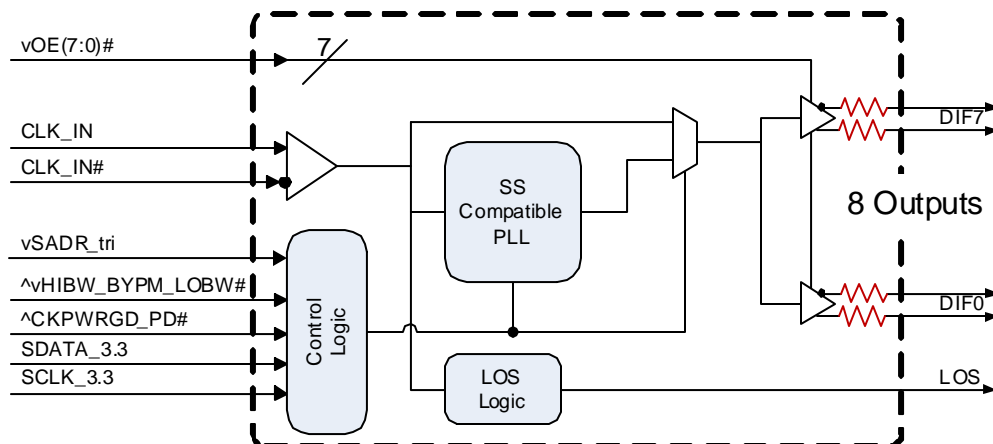 vOE(7:0)#
7
CLK_IN
CLK_IN#
vSADR_tri
^vHIBW_BYPM_LOBW#
^CKPWRGD_PD#
SDATA_3.3
SCLK_3.3
Control
Logic
SS
Compatible
PLL
LOS
Logic
DIF7
8 Outputs
DIF0
LOS